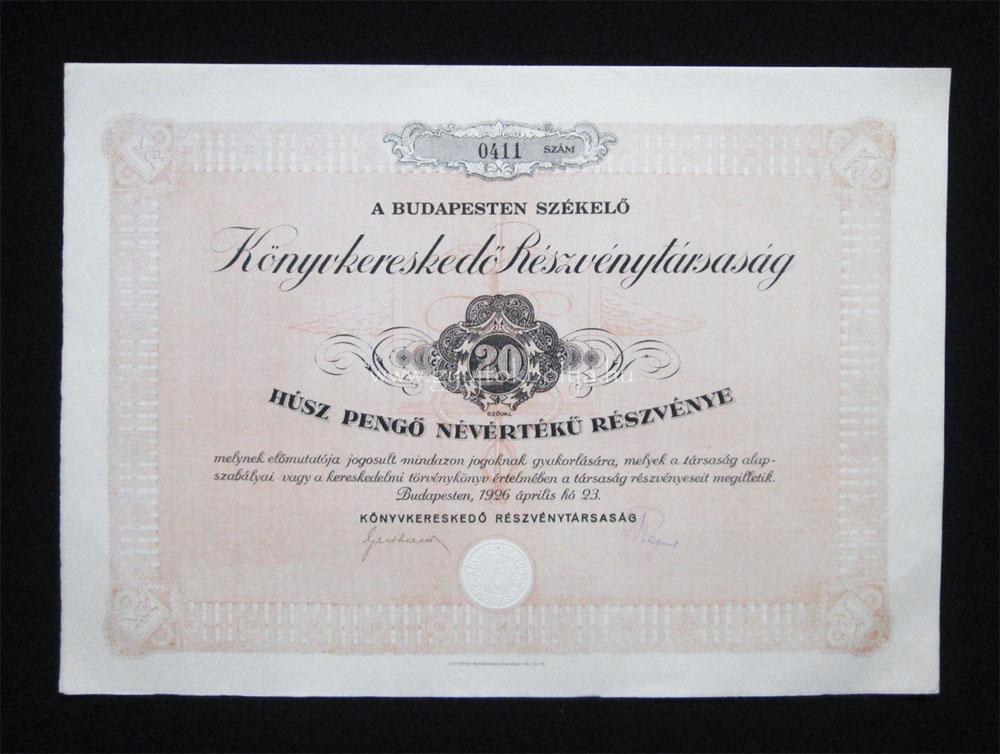 0411 SZÁM
A BUDAPESTEN SZÉKELŐ
Könyvkereskedő Részvénytársaság
20
SZÓVAL
HÚSZ PENGŐ NÉVÉRTÉKŰ RÉSZVÉNYE
melynek előmutatója jogosult mindazon jogoknak gyakorlására, melyek a társaság alap-
szabályai vagy a kereskedelmi törvénykönyv értelmében a társaság részvényeseit megilletik.
Budapesten, 1926 április hó 23.
KÖNYVKERESKEDŐ RÉSZVÉNYTÁRSASÁG